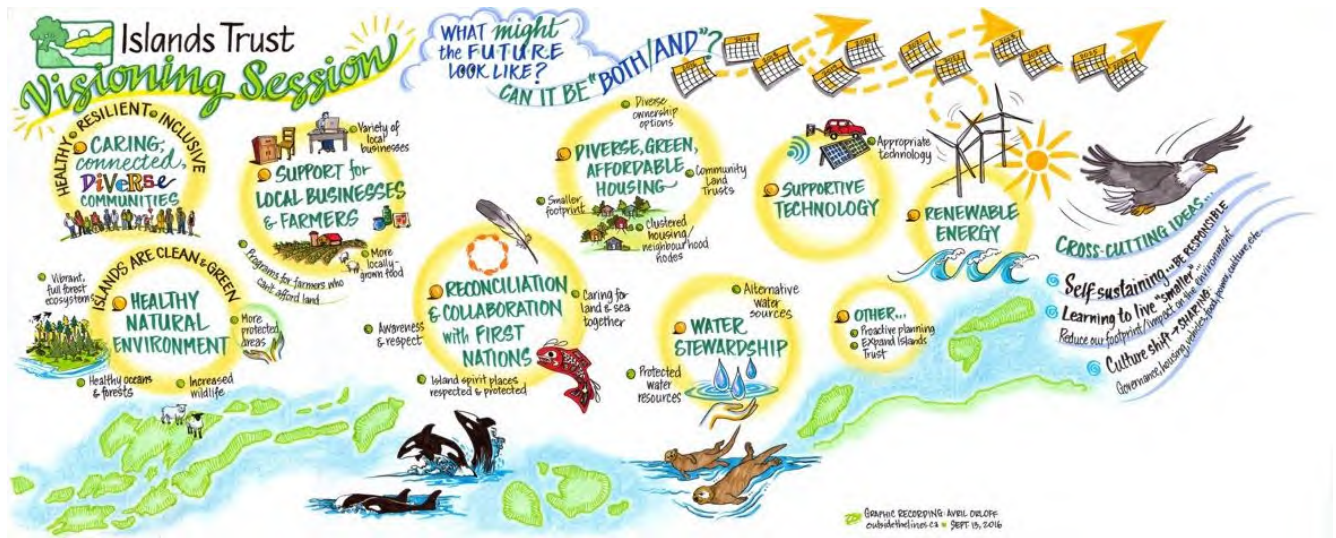 Islands Trust
Visioning Session
WHAT might
the FUTURE
LOOK LIKE?
CAN IT BE "BOTH/AND"?
HEALTHY • RESILIENT • INCLUSIVE
CARING,
connected,
DiVeRSe
COMMUNITIES
SUPPORT for
LOCAL BUSINESSES
& FARMERS
Variety of
local
businesses
More
locally-
grown food
Programs for farmers who
can't afford land
ISLANDS ARE CLEAN & GREEN
HEALTHY
NATURAL
ENVIRONMENT
Vibrant,
full forest
ecosystems
More
protected
areas
Healthy oceans
& forests
Increased
wildlife
RECONCILIATION
& COLLABORATION
with FIRST
NATIONS
Awareness
& respect
Caring for
land & sea
together
Island spirit places
respected & protected
DIVERSE, GREEN,
AFFORDABLE
HOUSING
Diverse
ownership
options
Community
Land
Trusts
Smaller
footprint
Clustered
housing/
neighbourhood
nodes
SUPPORTIVE
TECHNOLOGY
Appropriate
technology
RENEWABLE
ENERGY
WATER
STEWARDSHIP
Alternative
water
sources
Protected
water
resources
OTHER...
Proactive planning
Expand Islands
Trust
CROSS-CUTTING IDEAS...
Self sustaining... BE RESPONSIBLE
Learning to live "smaller"...
Reduce our footprint/impact on the environment
Culture shift → SHARING:
Governance, housing, vehicles, food, power, culture etc.
GRAPHIC RECORDING: AVRIL ORLOFF
outsidethelines.ca • SEPT 13, 2016